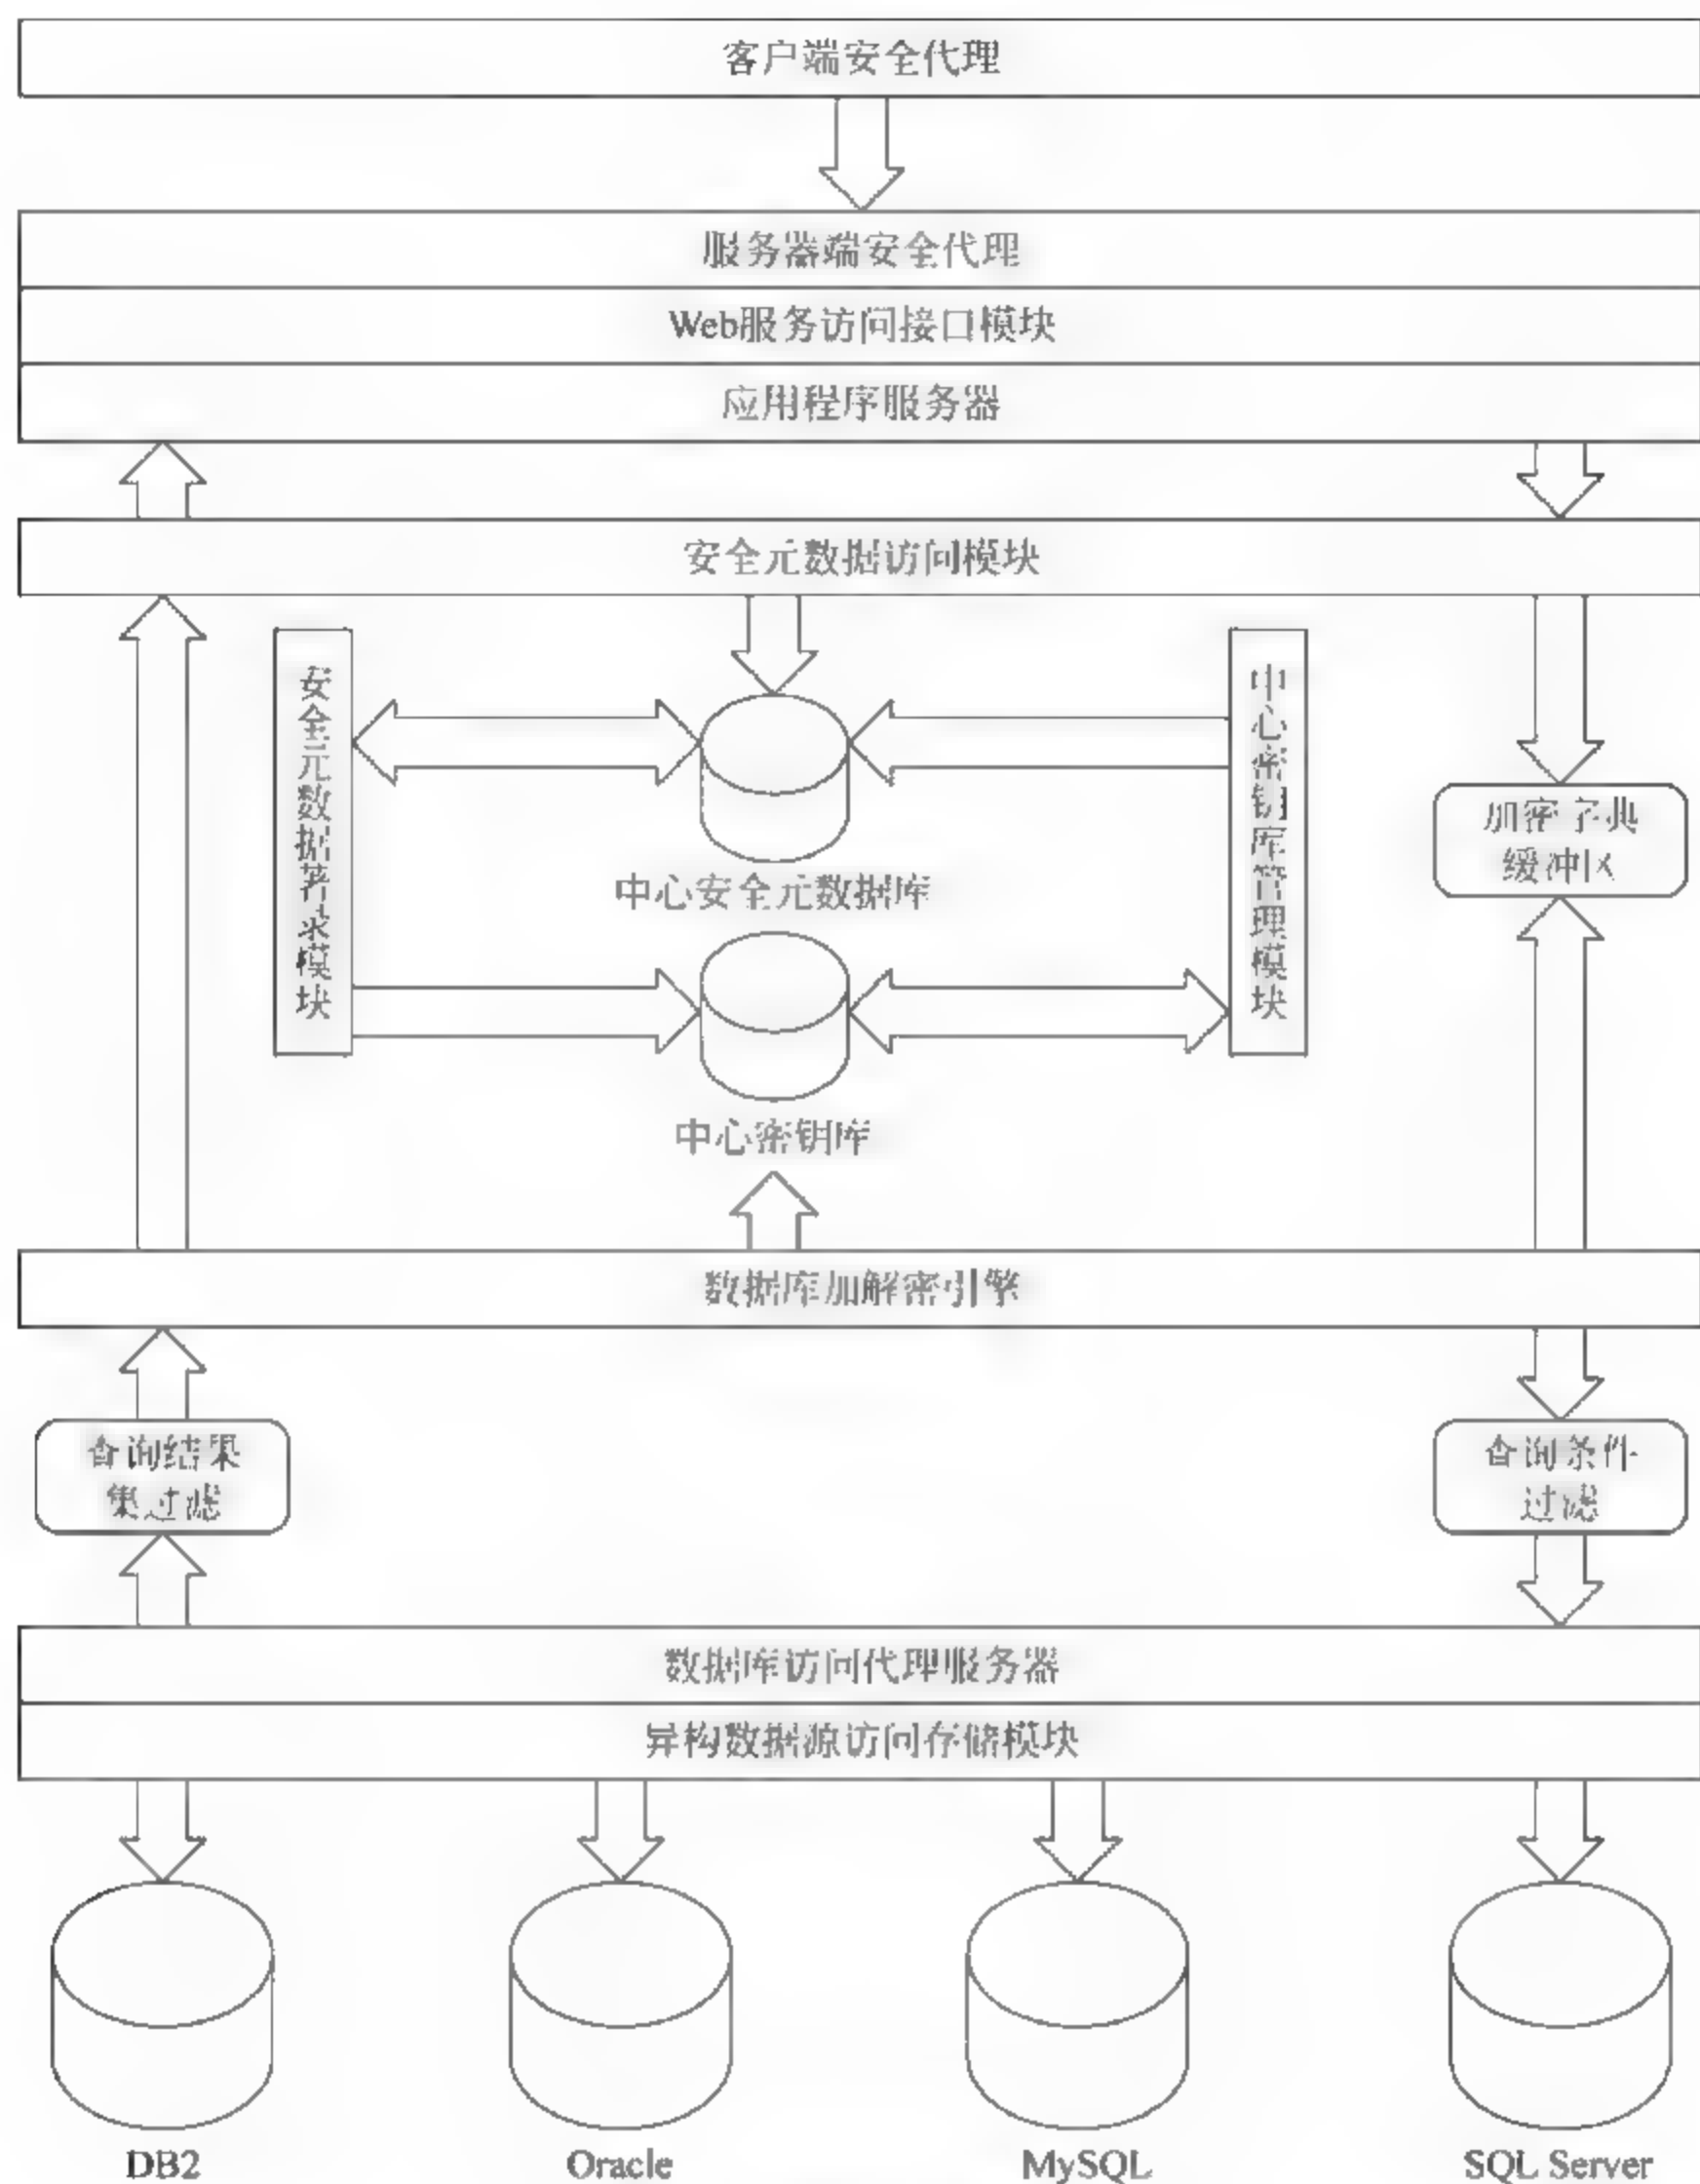 客户端安全代理
服务器端安全代理
Web服务访问接口模块
应用程序服务器
安全元数据访问模块
安全元数据著录模块
中心密钥库管理模块
加密字典
缓冲区
中心安全元数据库
中心密钥库
数据库加解密引擎
查询结果
集过滤
查询条件
过滤
数据库访问代理服务器
异构数据源访问存储模块
DB2
Oracle
MySQL
SQL Server